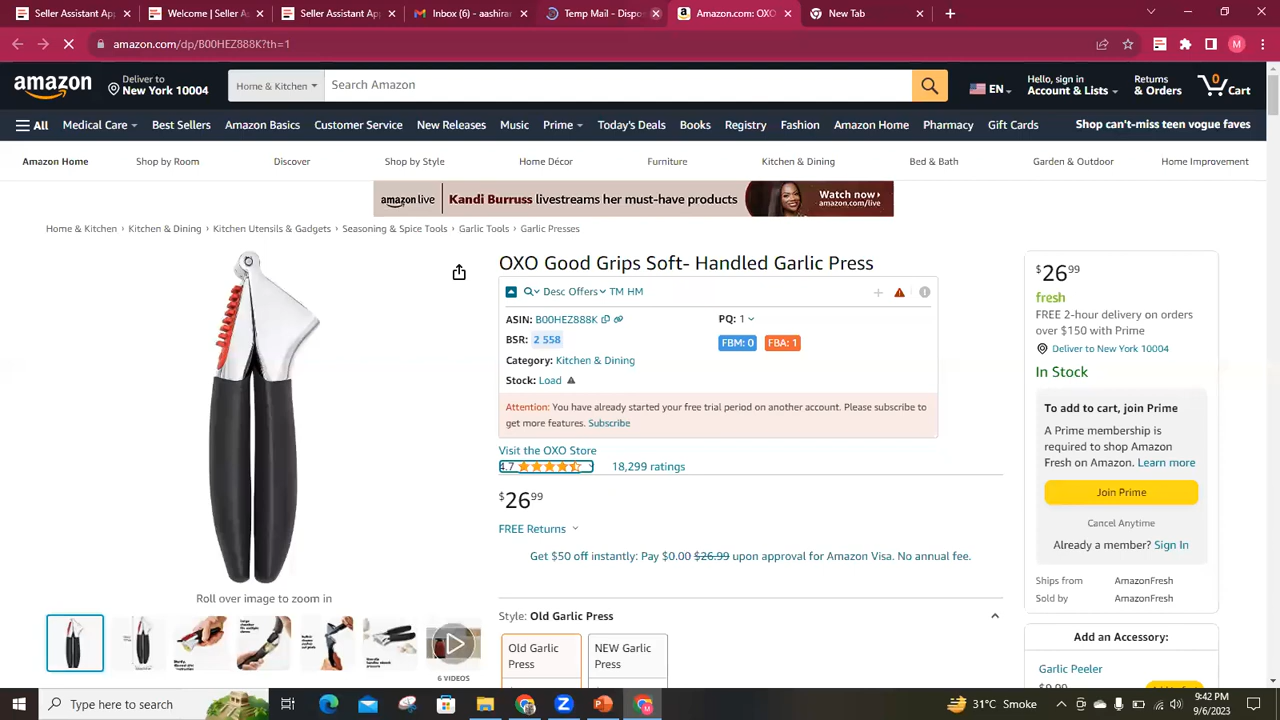 Seller Assistant App
Seller Assistant App
Seller Assistant App
Inbox (6) - aashiran
Temp Mail - Dispos
Amazon.com: OXO
New Tab
amazon.com/dp/B00HEZ888K?th=1
M
amazon
Deliver to
New York 10004
Home & Kitchen
Search Amazon
EN
Hello, sign in
Account & Lists
Returns
& Orders
0
Cart
All
Medical Care
Best Sellers
Amazon Basics
Customer Service
New Releases
Music
Prime
Today's Deals
Books
Registry
Fashion
Amazon Home
Pharmacy
Gift Cards
Shop can't-miss teen vogue faves
Amazon Home
Shop by Room
Discover
Shop by Style
Home Décor
Furniture
Kitchen & Dining
Bed & Bath
Garden & Outdoor
Home Improvement
amazon live
Kandi Burruss livestreams her must-have products
Watch now ›
amazon.com/live
Home & Kitchen › Kitchen & Dining › Kitchen Utensils & Gadgets › Seasoning & Spice Tools › Garlic Tools › Garlic Presses
OXO Good Grips Soft- Handled Garlic Press
Desc Offers TM HM
ASIN: B00HEZ888K
PQ: 1
BSR: 2 558
FBM: 0
FBA: 1
Category: Kitchen & Dining
Stock: Load
Attention: You have already started your free trial period on another account. Please subscribe to
get more features. Subscribe
Visit the OXO Store
4.7
18,299 ratings
$26 99
FREE Returns
Get $50 off instantly: Pay $0.00 $26.99 upon approval for Amazon Visa. No annual fee.
Style: Old Garlic Press
Old Garlic
Press
NEW Garlic
Press
Roll over image to zoom in
6 VIDEOS
$26 99
fresh
FREE 2-hour delivery on orders
over $150 with Prime
Deliver to New York 10004
In Stock
To add to cart, join Prime
A Prime membership is
required to shop Amazon
Fresh on Amazon. Learn more
Join Prime
Cancel Anytime
Already a member? Sign In
Ships from AmazonFresh
Sold by AmazonFresh
Add an Accessory:
Garlic Peeler
Type here to search
31°C Smoke
9:42 PM
9/6/2023